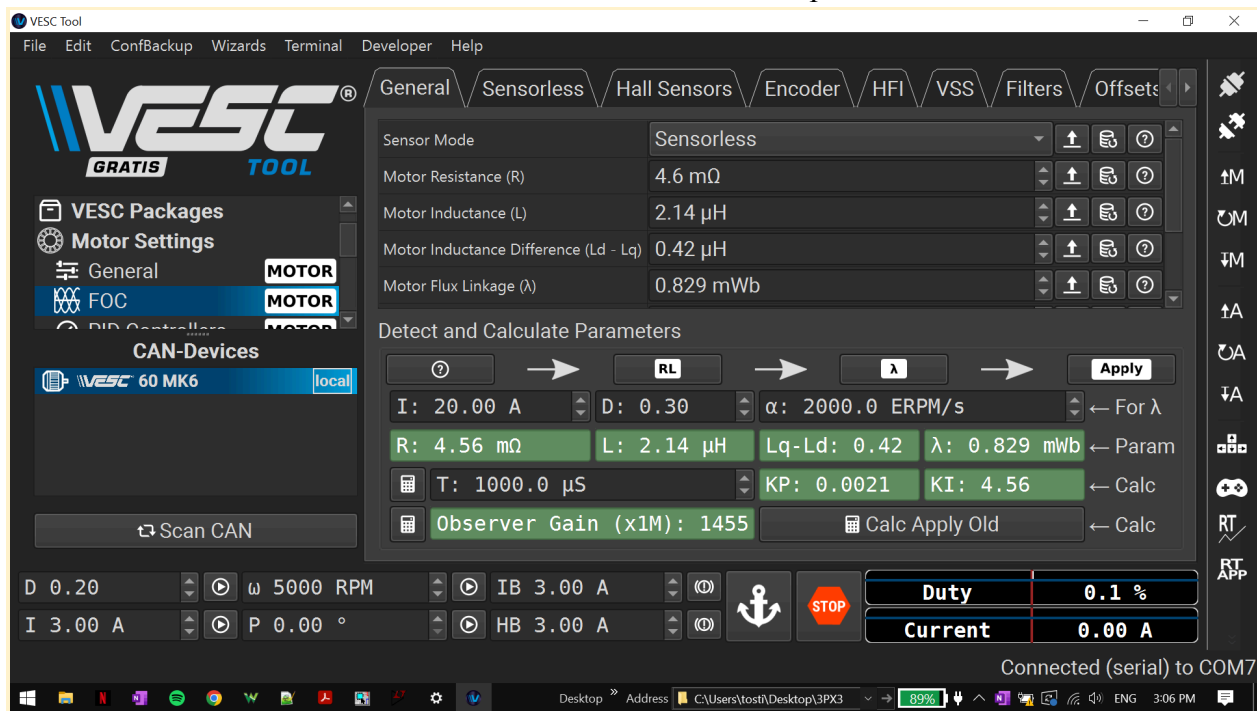 VESC Tool
File Edit ConfBackup Wizards Terminal Developer Help
VESC®
GRATIS TOOL
General Sensorless Hall Sensors Encoder HFI VSS Filters Offsets
Sensor Mode Sensorless
Motor Resistance (R) 4.6 mΩ
Motor Inductance (L) 2.14 µH
Motor Inductance Difference (Ld - Lq) 0.42 µH
Motor Flux Linkage (λ) 0.829 mWb
VESC Packages
Motor Settings
General MOTOR
FOC MOTOR
PID Controllers MOTOR
CAN-Devices
VESC 60 MK6 local
Scan CAN
Detect and Calculate Parameters
RL λ Apply
I: 20.00 A D: 0.30 α: 2000.0 ERPM/s ← For λ
R: 4.56 mΩ L: 2.14 µH Lq-Ld: 0.42 λ: 0.829 mWb ← Param
T: 1000.0 µS KP: 0.0021 KI: 4.56 ← Calc
Observer Gain (x1M): 1455 Calc Apply Old ← Calc
M
M
M
A
A
A
RT
RT
APP
D 0.20 ω 5000 RPM IB 3.00 A
I 3.00 A P 0.00 ° HB 3.00 A
STOP
Duty 0.1 %
Current 0.00 A
Connected (serial) to COM7
Desktop » Address C:\Users\tosti\Desktop\3PX3 89% ENG 3:06 PM